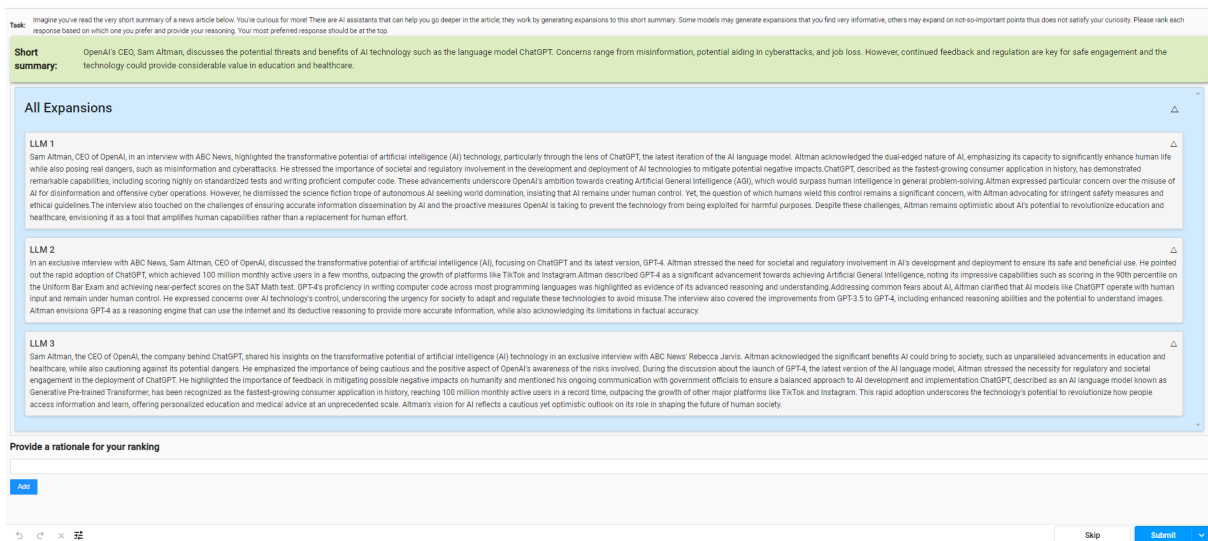 Task: Imagine you've read the very short summary of a news article below. You're curious for more! There are AI assistants that can help you go deeper in the article; they work by generating expansions to this short summary. Some models may generate expansions that you find very informative, others may expand on not-so-important points thus does not satisfy your curiosity. Please rank each
response based on which one you prefer and provide your reasoning. Your most preferred response should be at the top.
Short OpenAI's CEO, Sam Altman, discusses the potential threats and benefits of AI technology such as the language model ChatGPT. Concerns range from misinformation, potential aiding in cyberattacks, and job loss. However, continued feedback and regulation are key for safe engagement and the
summary: technology could provide considerable value in education and healthcare.
All Expansions
LLM 1
Sam Altman, CEO of OpenAI, in an interview with ABC News, highlighted the transformative potential of artificial intelligence (AI) technology, particularly through the lens of ChatGPT, the latest iteration of the AI language model. Altman acknowledged the dual-edged nature of AI, emphasizing its capacity to significantly enhance human life
while also posing real dangers, such as misinformation and cyberattacks. He stressed the importance of societal and regulatory involvement in the development and deployment of AI technologies to mitigate potential negative impacts.ChatGPT, described as the fastest-growing consumer application in history, has demonstrated
remarkable capabilities, including scoring highly on standardized tests and writing proficient computer code. These advancements underscore OpenAI's ambition towards creating Artificial General Intelligence (AGI), which would surpass human intelligence in general problem-solving.Altman expressed particular concern over the misuse of
AI for disinformation and offensive cyber operations. However, he dismissed the science fiction trope of autonomous AI seeking world domination, insisting that AI remains under human control. Yet, the question of which humans wield this control remains a significant concern, with Altman advocating for stringent safety measures and
ethical guidelines.The interview also touched on the challenges of ensuring accurate information dissemination by AI and the proactive measures OpenAI is taking to prevent the technology from being exploited for harmful purposes. Despite these challenges, Altman remains optimistic about AI's potential to revolutionize education and
healthcare, envisioning it as a tool that amplifies human capabilities rather than a replacement for human effort.
LLM 2
In an exclusive interview with ABC News, Sam Altman, CEO of OpenAI, discussed the transformative potential of artificial intelligence (AI), focusing on ChatGPT and its latest version, GPT-4. Altman stressed the need for societal and regulatory involvement in AI's development and deployment to ensure its safe and beneficial use. He pointed
out the rapid adoption of ChatGPT, which achieved 100 million monthly active users in a few months, outpacing the growth of platforms like TikTok and Instagram.Altman described GPT-4 as a significant advancement towards achieving Artificial General Intelligence, noting its impressive capabilities such as scoring in the 90th percentile on
the Uniform Bar Exam and achieving near-perfect scores on the SAT Math test. GPT-4's proficiency in writing computer code across most programming languages was highlighted as evidence of its advanced reasoning and understanding.Addressing common fears about AI, Altman clarified that AI models like ChatGPT operate with human
input and remain under human control. He expressed concerns over AI technology's control, underscoring the urgency for society to adapt and regulate these technologies to avoid misuse.The interview also covered the improvements from GPT-3.5 to GPT-4, including enhanced reasoning abilities and the potential to understand images.
Altman envisions GPT-4 as a reasoning engine that can use the internet and its deductive reasoning to provide more accurate information, while also acknowledging its limitations in factual accuracy.
LLM 3
Sam Altman, the CEO of OpenAI, the company behind ChatGPT, shared his insights on the transformative potential of artificial intelligence (AI) technology in an exclusive interview with ABC News' Rebecca Jarvis. Altman acknowledged the significant benefits AI could bring to society, such as unparalleled advancements in education and
healthcare, while also cautioning against its potential dangers. He emphasized the importance of being cautious and the positive aspect of OpenAI's awareness of the risks involved. During the discussion about the launch of GPT-4, the latest version of the AI language model, Altman stressed the necessity for regulatory and societal
engagement in the deployment of ChatGPT. He highlighted the importance of feedback in mitigating possible negative impacts on humanity and mentioned his ongoing communication with government officials to ensure a balanced approach to AI development and implementation.ChatGPT, described as an AI language model known as
Generative Pre-trained Transformer, has been recognized as the fastest-growing consumer application in history, reaching 100 million monthly active users in a record time, outpacing the growth of other major platforms like TikTok and Instagram. This rapid adoption underscores the technology's potential to revolutionize how people
access information and learn, offering personalized education and medical advice at an unprecedented scale. Altman's vision for AI reflects a cautious yet optimistic outlook on its role in shaping the future of human society.
Provide a rationale for your ranking
Add
Skip
Submit